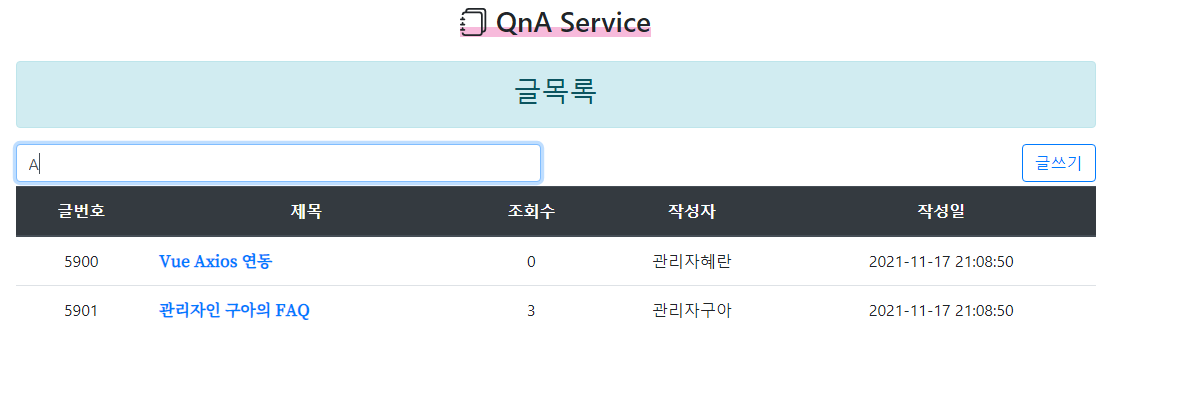 QnA Service
글목록
A
글쓰기
글번호 제목 조회수 작성자 작성일
5900 Vue Axios 연동 0 관리자혜란 2021-11-17 21:08:50
5901 관리자인 구아의 FAQ 3 관리자구아 2021-11-17 21:08:50